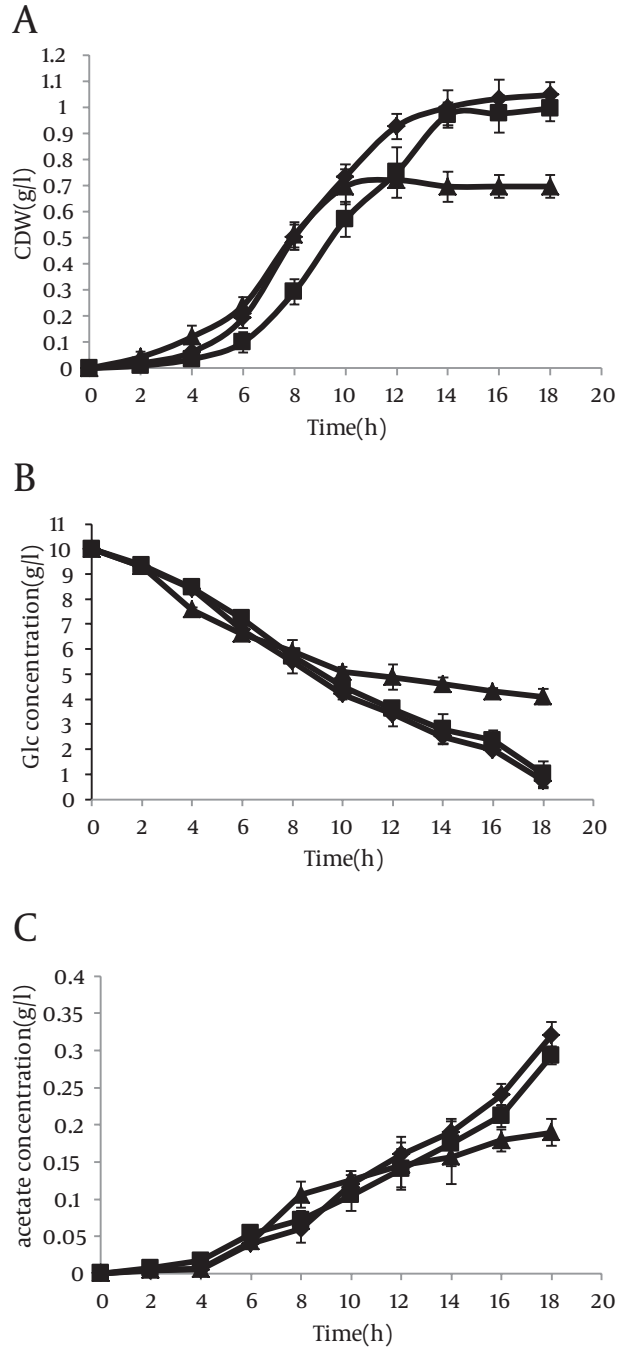 A
1.2
1.1
1
0.9
0.8
0.7
0.6
0.5
0.4
0.3
0.2
0.1
0
CDW(g/l)
0 2 4 6 8 10 12 14 16 18 20
Time(h)
B
11
10
9
8
7
6
5
4
3
2
1
0
Glc concentration(g/l)
0 2 4 6 8 10 12 14 16 18 20
Time(h)
C
0.4
0.35
0.3
0.25
0.2
0.15
0.1
0.05
0
acetate concentration(g/l)
0 2 4 6 8 10 12 14 16 18 20
Time(h)